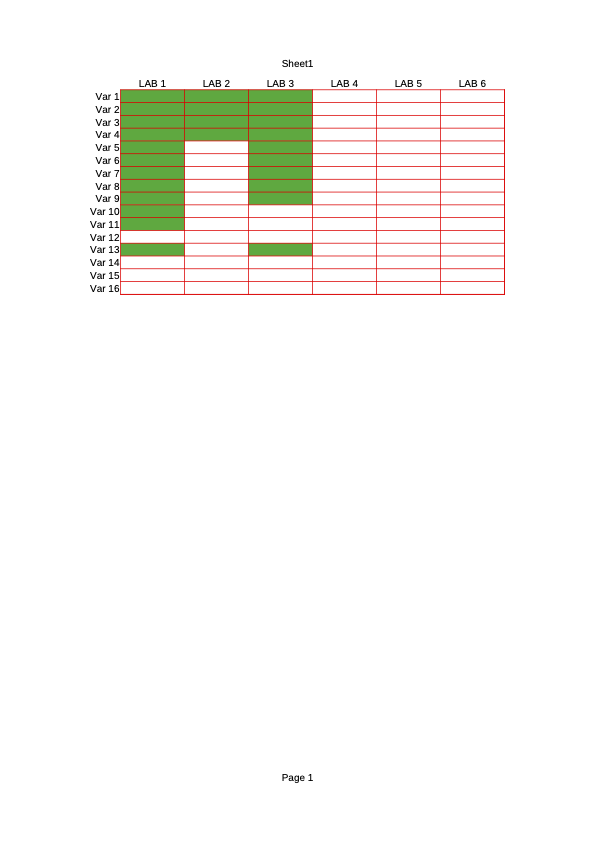 Sheet1
LAB 1 LAB 2 LAB 3 LAB 4 LAB 5 LAB 6
Var 1
Var 2
Var 3
Var 4
Var 5
Var 6
Var 7
Var 8
Var 9
Var 10
Var 11
Var 12
Var 13
Var 14
Var 15
Var 16
Page 1